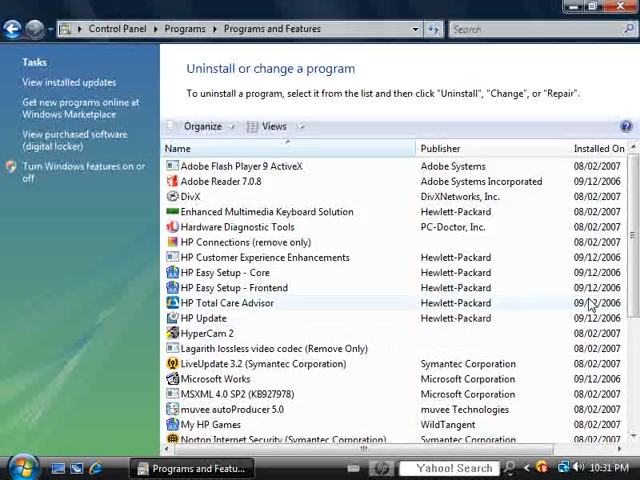 Control Panel ▸ Programs ▸ Programs and Features
Search
Tasks
View installed updates
Get new programs online at
Windows Marketplace
View purchased software
(digital locker)
Turn Windows features on or
off
Uninstall or change a program
To uninstall a program, select it from the list and then click "Uninstall", "Change", or "Repair".
Organize Views
Name Publisher Installed On
Adobe Flash Player 9 ActiveX Adobe Systems 08/02/2007
Adobe Reader 7.0.8 Adobe Systems Incorporated 09/12/2006
DivX DivXNetworks, Inc. 08/02/2007
Enhanced Multimedia Keyboard Solution Hewlett-Packard 08/02/2007
Hardware Diagnostic Tools PC-Doctor, Inc. 08/02/2007
HP Connections (remove only) 08/02/2007
HP Customer Experience Enhancements Hewlett-Packard 09/12/2006
HP Easy Setup - Core Hewlett-Packard 09/12/2006
HP Easy Setup - Frontend Hewlett-Packard 09/12/2006
HP Total Care Advisor Hewlett-Packard 09/12/2006
HP Update Hewlett-Packard 09/12/2006
HyperCam 2 08/02/2007
Lagarith lossless video codec (Remove Only) 08/02/2007
LiveUpdate 3.2 (Symantec Corporation) Symantec Corporation 08/02/2007
Microsoft Works Microsoft Corporation 09/12/2006
MSXML 4.0 SP2 (KB927978) Microsoft Corporation 08/02/2007
muvee autoProducer 5.0 muvee Technologies 08/02/2007
My HP Games WildTangent 08/02/2007
Norton Internet Security (Symantec Corporation) Symantec Corporation 08/02/2007
Programs and Featu...
hp
Yahoo! Search
10:31 PM